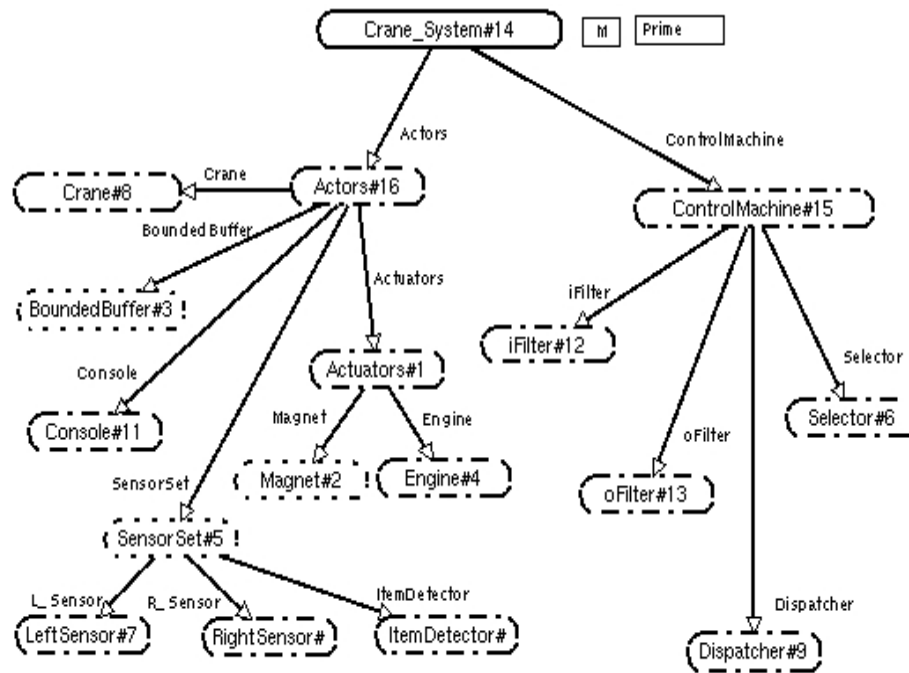 Crane_System#14
M
Prime
Actors
ControlMachine
Crane
Crane#8
Actors#16
ControlMachine#15
Bounded Buffer
Actuators
iFilter
BoundedBuffer#3
iFilter#12
Console
Actuators#1
Selector
Console#11
Magnet
Engine
Selector#6
oFilter
SensorSet
Magnet#2
Engine#4
oFilter#13
SensorSet#5
L_Sensor
R_Sensor
ItemDetector
Dispatcher
LeftSensor#7
RightSensor#
ItemDetector#
Dispatcher#9